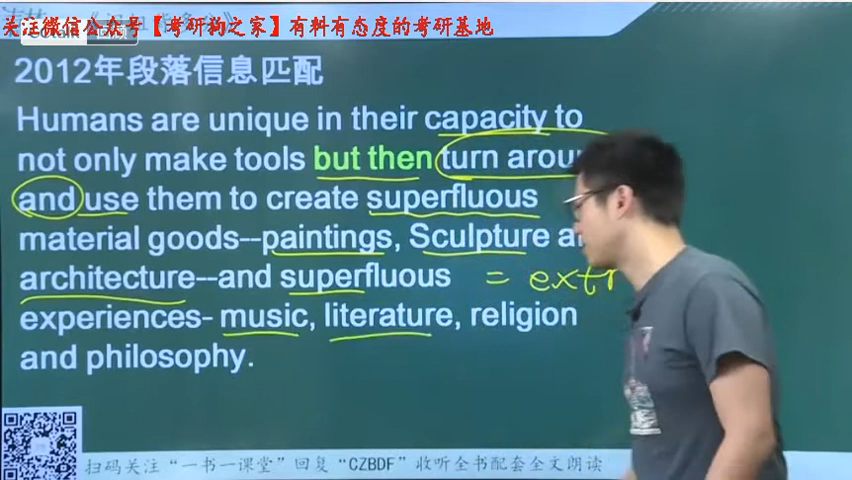 关注微信公众号【考研狗之家】有料有态度的考研基地
2012年段落信息匹配
Humans are unique in their capacity to
not only make tools but then turn arou
and use them to create superfluous
material goods--paintings, Sculpture a
architecture--and superfluous = extr
experiences- music, literature, religion
and philosophy.
扫码关注“一书一课堂”回复“CZBDF”收听全书配套全文朗读